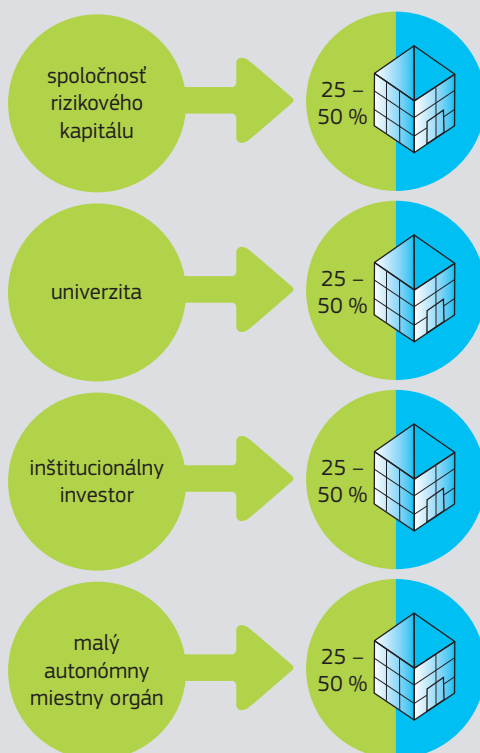 spoločnosť
rizikového
kapitálu
25 –
50 %
univerzita
25 –
50 %
inštitucionálny
investor
25 –
50 %
malý
autonómny
miestny orgán
25 –
50 %